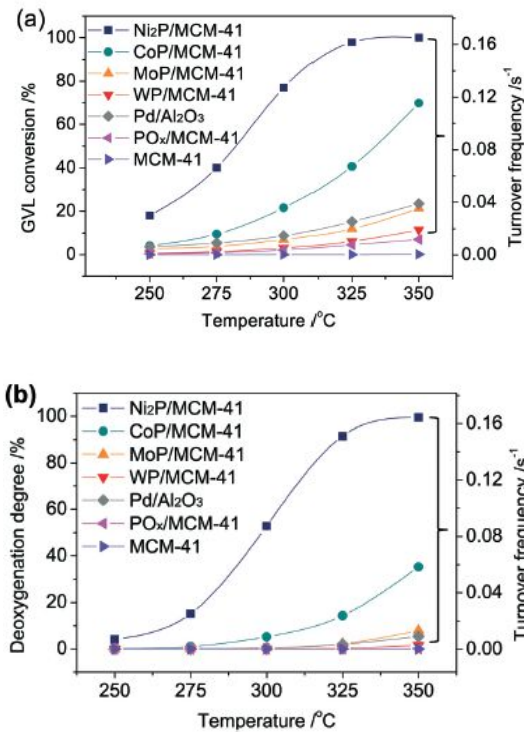 (a)
Ni₂P/MCM-41
CoP/MCM-41
MoP/MCM-41
WP/MCM-41
Pd/Al₂O₃
POₓ/MCM-41
MCM-41
GVL conversion /%
100
80
60
40
20
0
0.16
0.12
0.08
0.04
0.00
Turnover frequency /s⁻¹
250 275 300 325 350
Temperature /°C
(b)
Ni₂P/MCM-41
CoP/MCM-41
MoP/MCM-41
WP/MCM-41
Pd/Al₂O₃
POₓ/MCM-41
MCM-41
Deoxygenation degree /%
100
80
60
40
20
0
0.16
0.12
0.08
0.04
0.00
Turnover frequency /s⁻¹
250 275 300 325 350
Temperature /°C